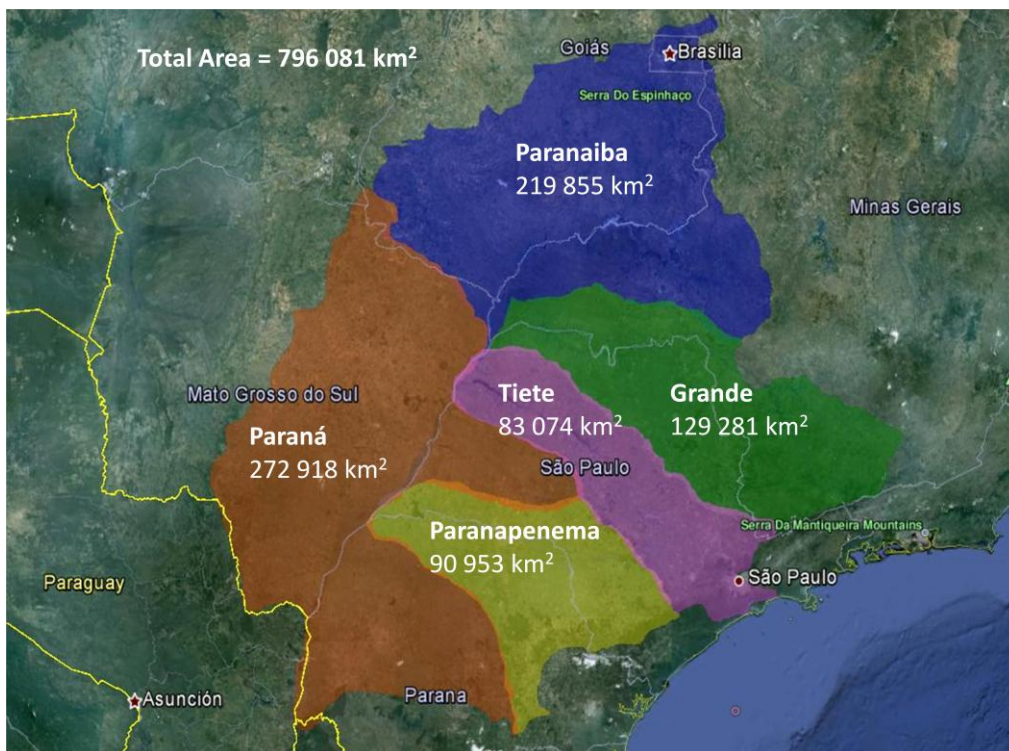 Total Area = 796 081 km²
Goiás
Brasilia
Serra Do Espinhaço
Paranaiba
219 855 km²
Minas Gerais
Mato Grosso do Sul
Tiete
83 074 km²
Grande
129 281 km²
Paraná
272 918 km²
São Paulo
Paranapenema
90 953 km²
Serra Da Mantiqueira Mountains
Paraguay
São Paulo
Asunción
Parana